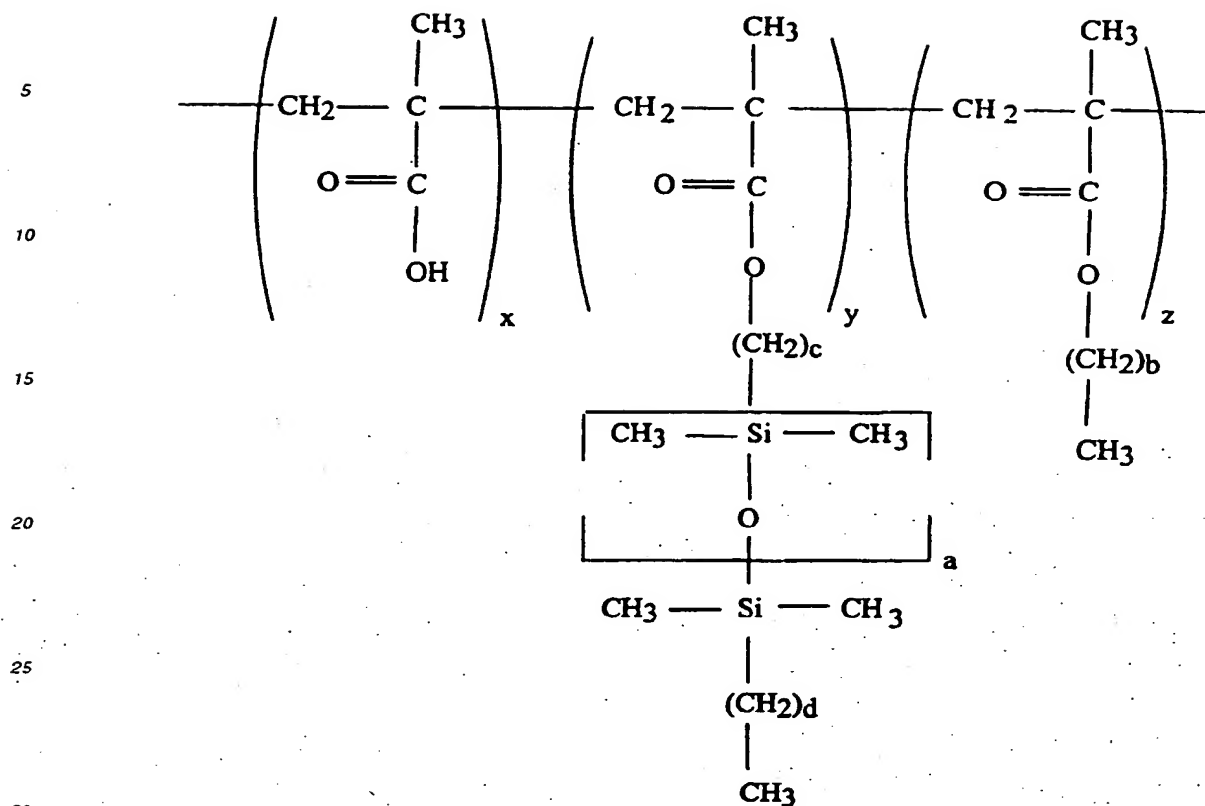 CH3 CH3 CH3
5
CH2 C CH2 C CH2 C
O C O C O C
10
OH O O
x y z
(CH2)c (CH2)b
15
CH3 Si CH3 CH3
20
O
a
CH3 Si CH3
25
(CH2)d
CH3